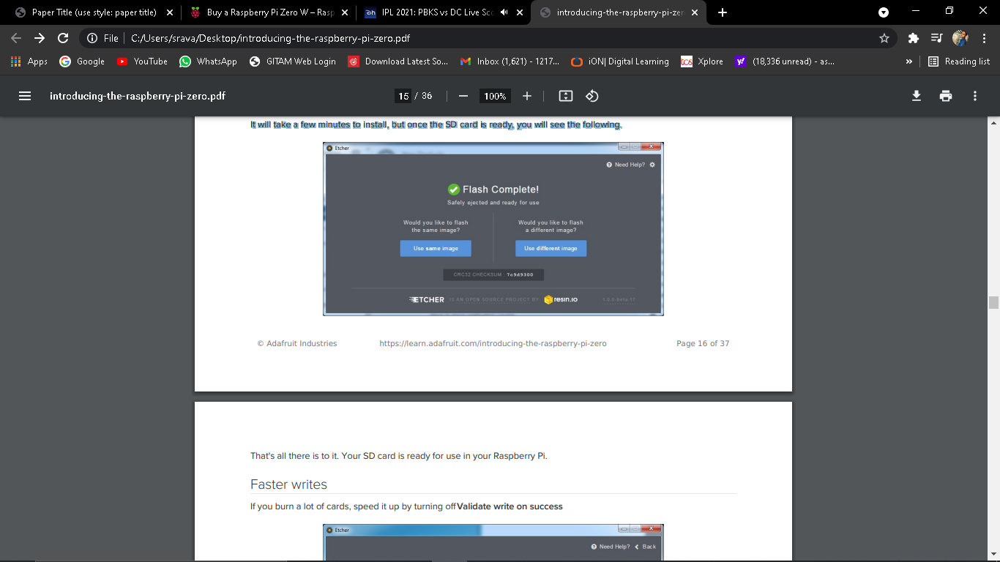 Paper Title (use style: paper title)
Buy a Raspberry Pi Zero W – Rasp
IPL 2021: PBKS vs DC Live Sco
introducing-the-raspberry-pi-zer
File
C:/Users/srava/Desktop/introducing-the-raspberry-pi-zero.pdf
Apps
Google
YouTube
WhatsApp
GITAM Web Login
Download Latest So...
Inbox (1,621) - 1217...
iON| Digital Learning
tcs
Xplore
(18,336 unread) - as...
»
Reading list
introducing-the-raspberry-pi-zero.pdf
15 / 36
100%
It will take a few minutes to install, but once the SD card is ready, you will see the following.
Etcher
Need Help?
Flash Complete!
Safely ejected and ready for use
Would you like to flash
the same image?
Use same image
Would you like to flash
a different image?
Use different image
CRC32 CHECKSUM : 7c9d9300
ETCHER IS AN OPEN SOURCE PROJECT BY resin.io
1.0.0-beta.17
© Adafruit Industries
https://learn.adafruit.com/introducing-the-raspberry-pi-zero
Page 16 of 37
That's all there is to it. Your SD card is ready for use in your Raspberry Pi.
Faster writes
If you burn a lot of cards, speed it up by turning off Validate write on success
Etcher
Need Help?
Back